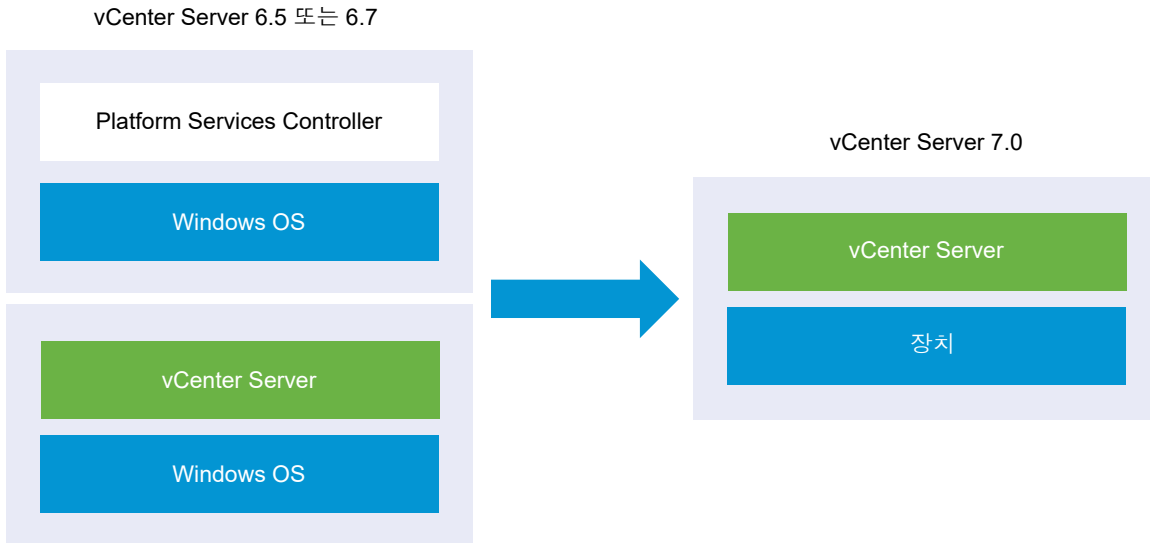 vCenter Server 6.5 또는 6.7
Platform Services Controller
Windows OS
vCenter Server
Windows OS
vCenter Server 7.0
vCenter Server
장치